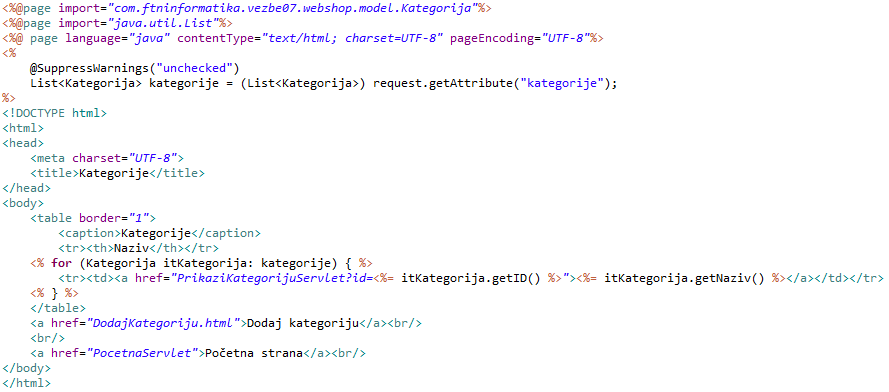 <%@page import="com.ftninformatika.vezbe07.webshop.model.Kategorija"%>
<%@page import="java.util.List"%>
<%@ page language="java" contentType="text/html; charset=UTF-8" pageEncoding="UTF-8"%>
<%
    @SuppressWarnings("unchecked")
    List<Kategorija> kategorije = (List<Kategorija>) request.getAttribute("kategorije");
%>
<!DOCTYPE html>
<html>
<head>
    <meta charset="UTF-8">
    <title>Kategorije</title>
</head>
<body>
    <table border="1">
        <caption>Kategorije</caption>
        <tr><th>Naziv</th></tr>
    <% for (Kategorija itKategorija: kategorije) { %>
        <tr><td><a href="PrikaziKategorijuServlet?id=<%= itKategorija.getID() %>"><%= itKategorija.getNaziv() %></a></td></tr>
    <% } %>
    </table>
    <a href="DodajKategoriju.html">Dodaj kategoriju</a><br/>
    <br/>
    <a href="PocetnaServlet">Početna strana</a><br/>
</body>
</html>